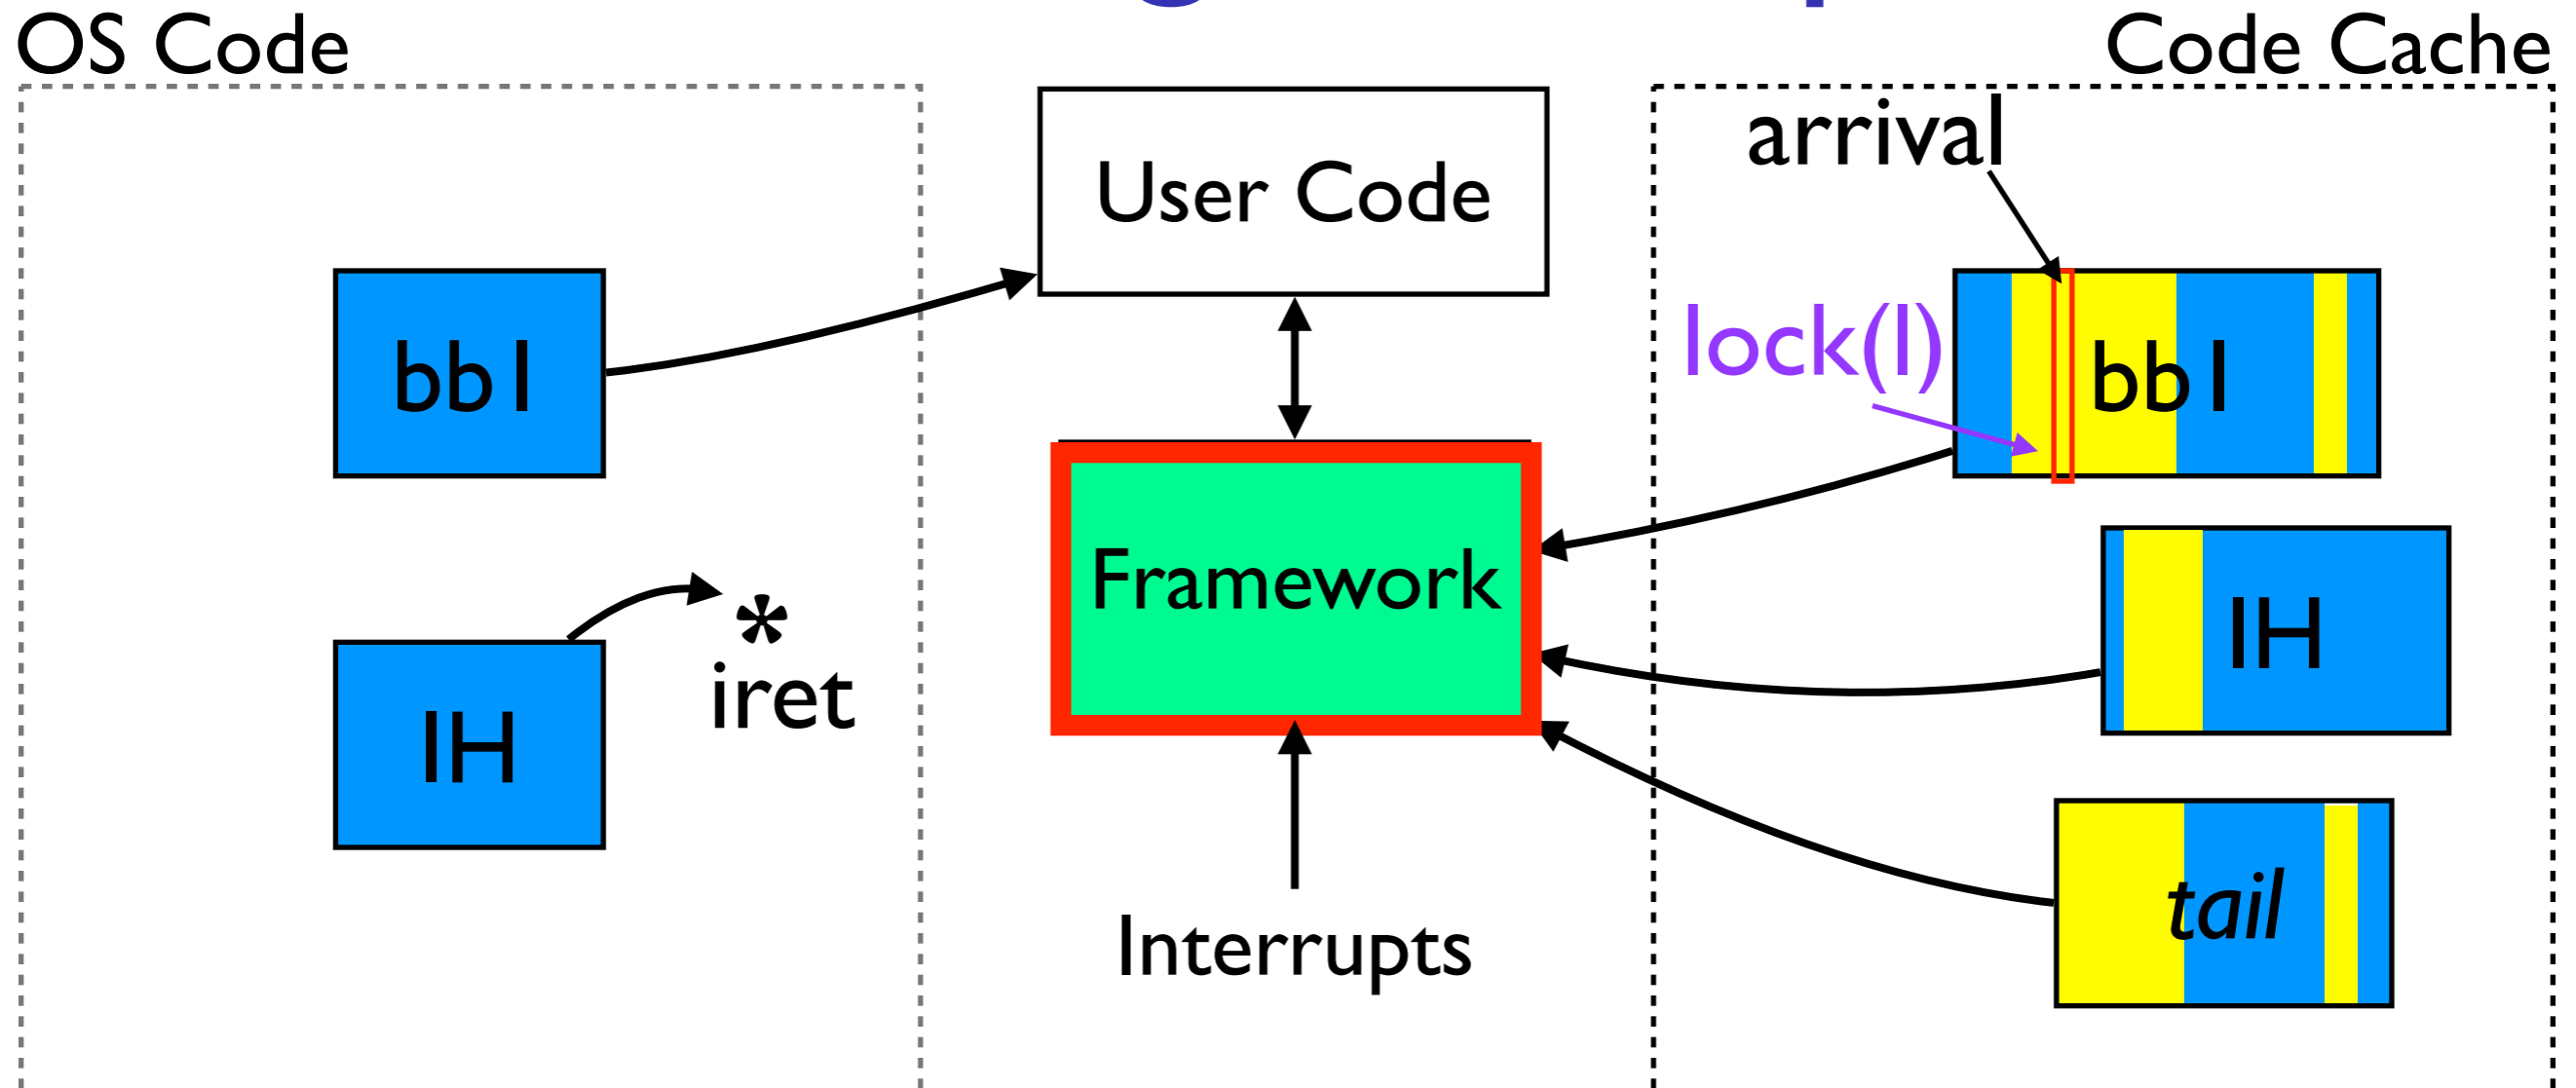 OS Code
Code Cache
arrival
User Code
lock(l)
bb1
bb1
Framework
*
iret
IH
IH
tail
Interrupts